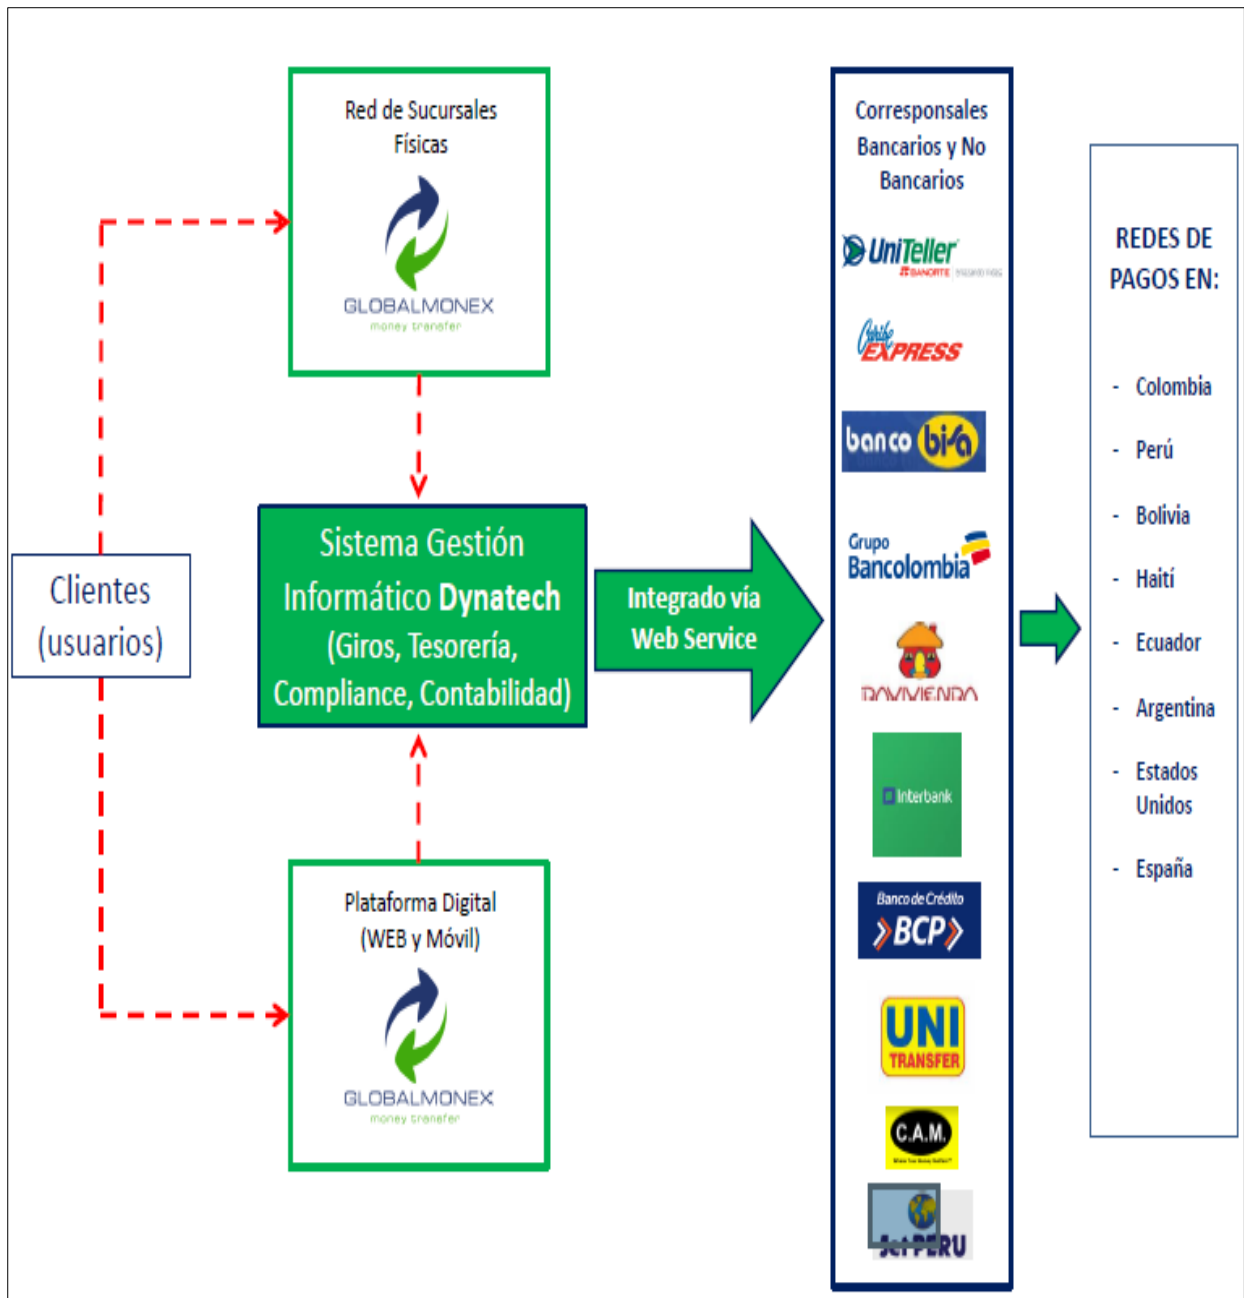 Red de Sucursales
Físicas
GLOBALMONEX
money transfer
Clientes
(usuarios)
Sistema Gestión
Informático Dynatech
(Giros, Tesorería,
Compliance, Contabilidad)
Plataforma Digital
(WEB y Móvil)
GLOBALMONEX
money transfer
Integrado vía
Web Service
Corresponsales
Bancarios y No
Bancarios
UniTeller
BANORTE
Caribe
EXPRESS
banco bisa
Grupo
Bancolombia
DAVIVIENDA
Interbank
Banco de Crédito
BCP
UNI
TRANSFER
C.A.M.
Jet PERU
REDES DE
PAGOS EN:
- Colombia
- Perú
- Bolivia
- Haití
- Ecuador
- Argentina
- Estados
Unidos
- España